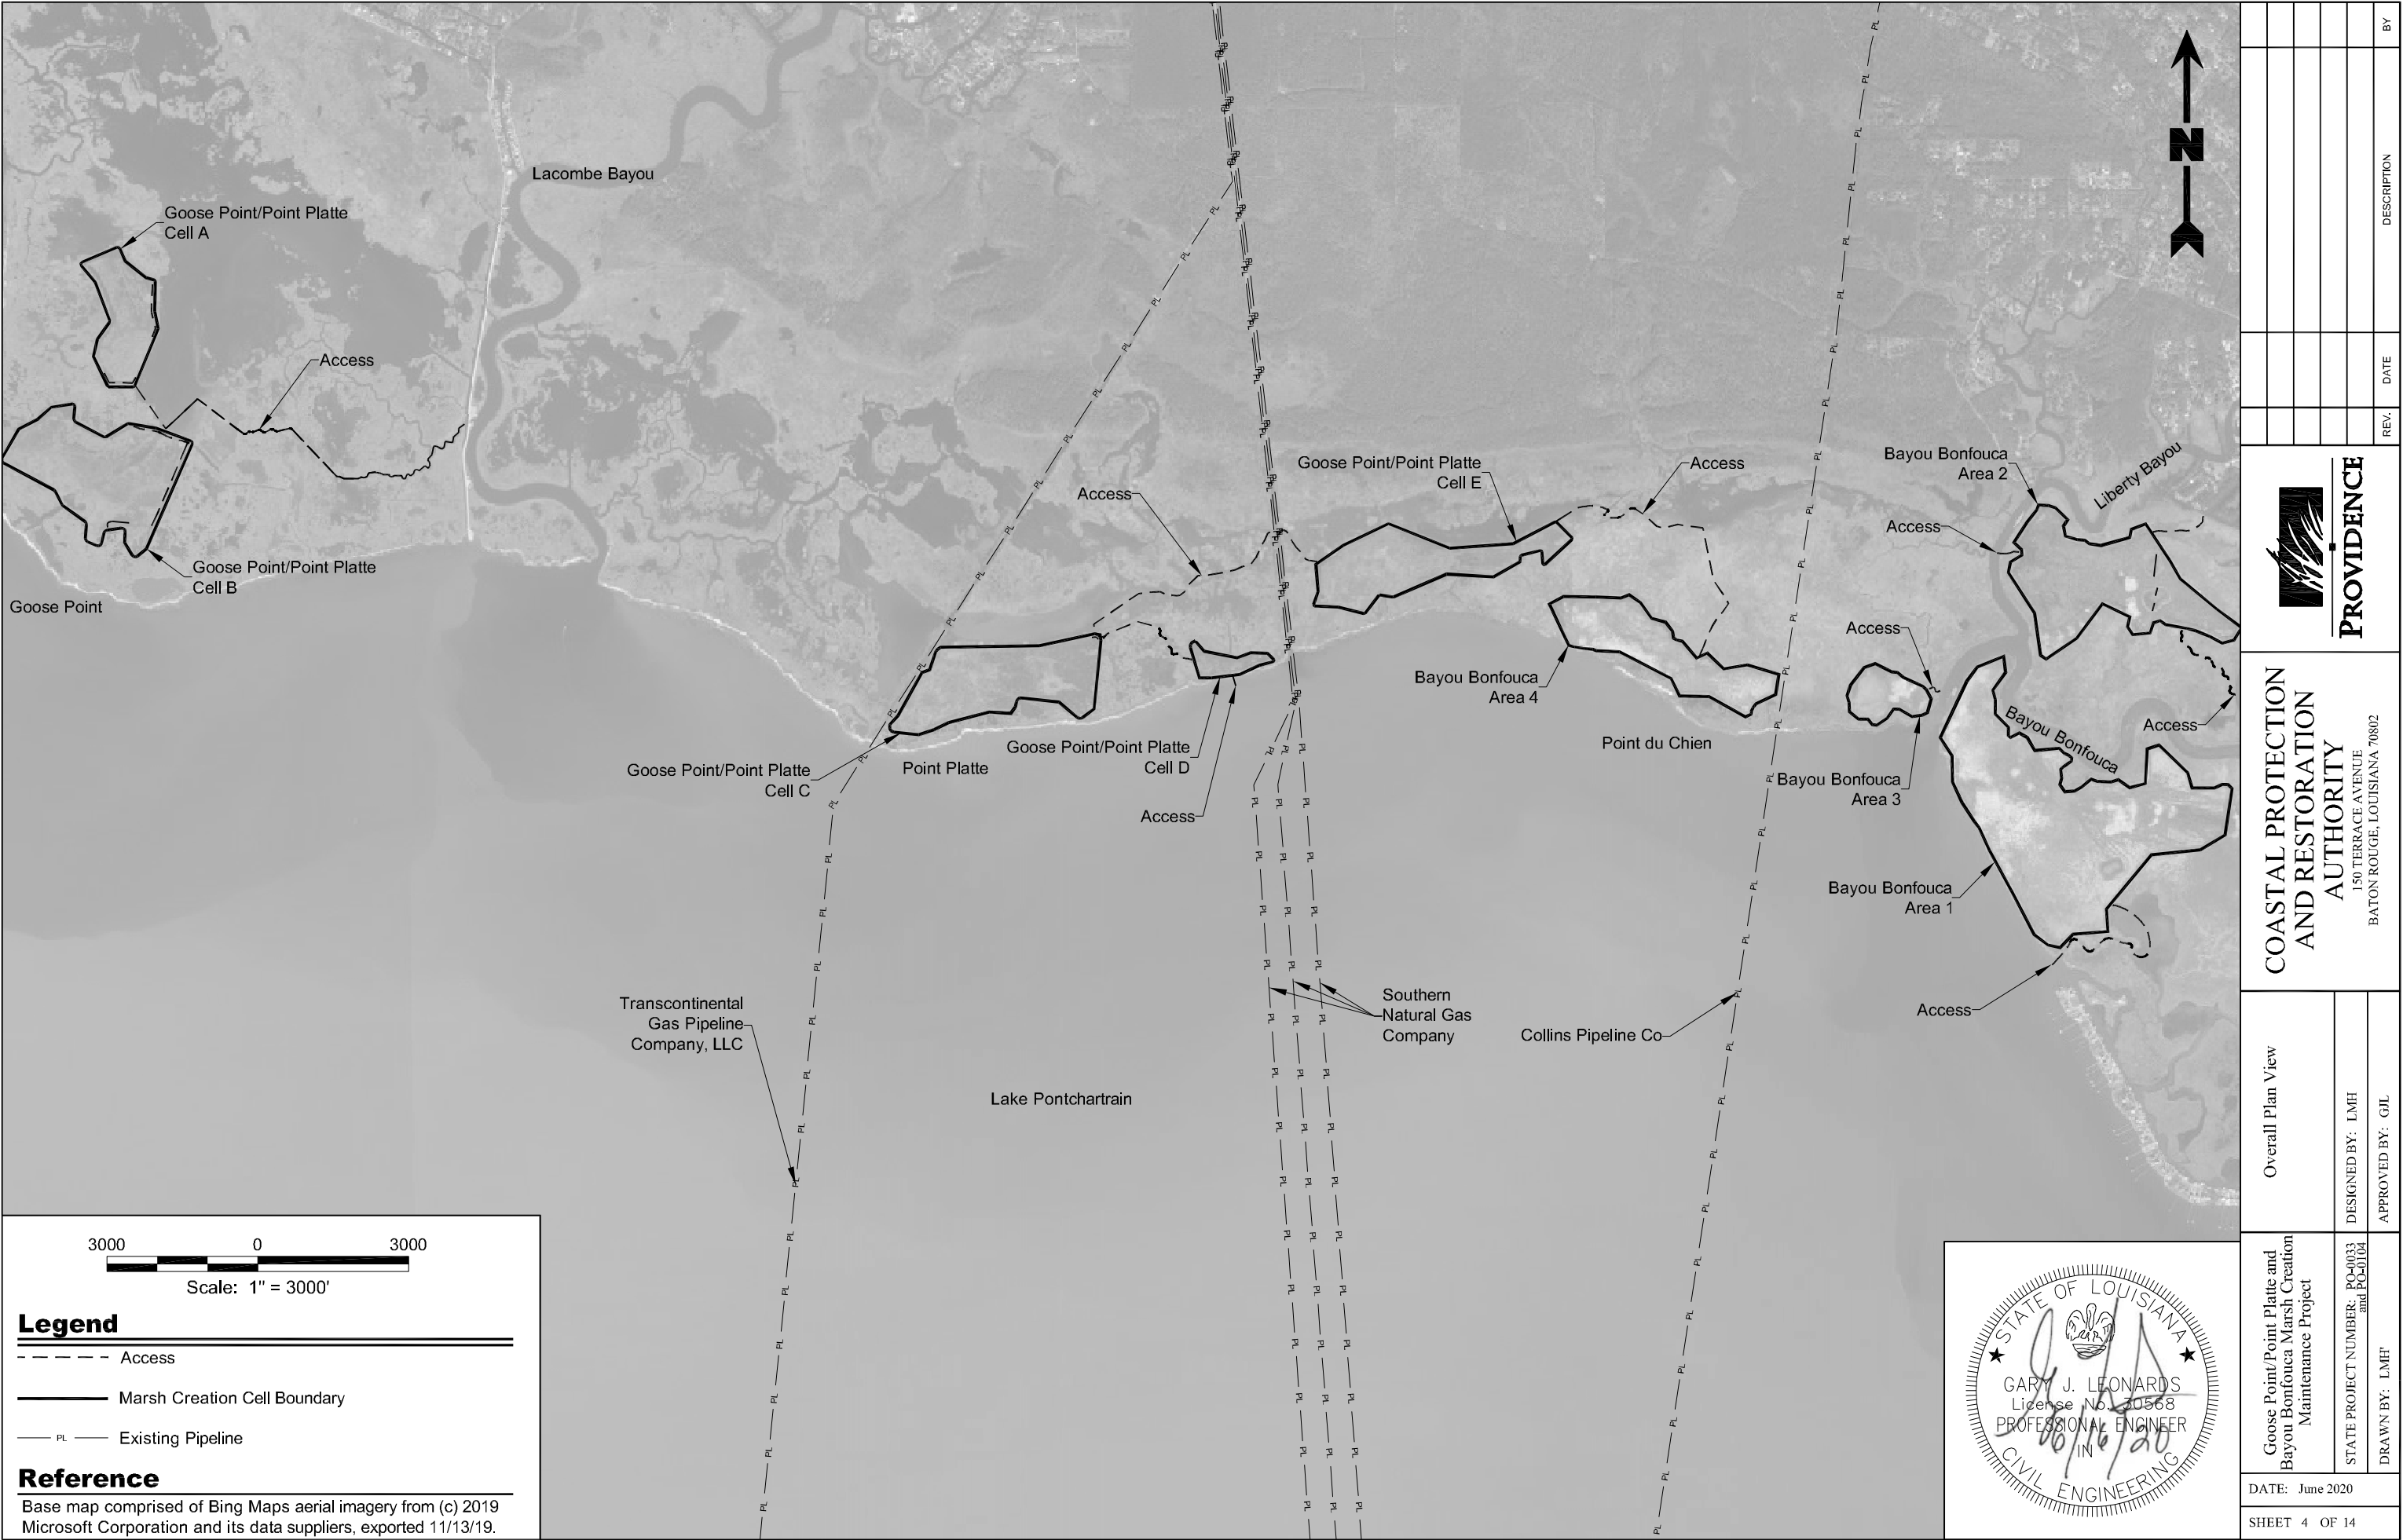 Lacombe Bayou
Goose Point/Point Platte
Cell A
Access
Goose Point/Point Platte
Cell B
Goose Point
Access
Goose Point/Point Platte
Cell E
Access
Bayou Bonfouca
Area 2
Liberty Bayou
Access
Access
Bayou Bonfouca
Area 4
Point du Chien
Bayou Bonfouca
Access
Bayou Bonfouca
Area 3
Goose Point/Point Platte
Cell D
Point Platte
Goose Point/Point Platte
Cell C
Access
Bayou Bonfouca
Area 1
Access
Transcontinental
Gas Pipeline
Company, LLC
Southern
Natural Gas
Company
Collins Pipeline Co
Lake Pontchartrain
PL
N
3000 0 3000
Scale: 1" = 3000'
Legend
Access
Marsh Creation Cell Boundary
PL Existing Pipeline
Reference
Base map comprised of Bing Maps aerial imagery from (c) 2019
Microsoft Corporation and its data suppliers, exported 11/13/19.
STATE OF LOUISIANA
GARY J. LEONARDS
License No. 30568
PROFESSIONAL ENGINEER
IN
CIVIL ENGINEERING
06/16/20
REV. DATE DESCRIPTION BY
PROVIDENCE
COASTAL PROTECTION
AND RESTORATION
AUTHORITY
150 TERRACE AVENUE
BATON ROUGE, LOUISIANA 70802
Overall Plan View
DESIGNED BY: LMH
APPROVED BY: GJL
Goose Point/Point Platte and
Bayou Bonfouca Marsh Creation
Maintenance Project
STATE PROJECT NUMBER: PO-0033
and PO-0104
DRAWN BY: LMH
DATE: June 2020
SHEET 4 OF 14